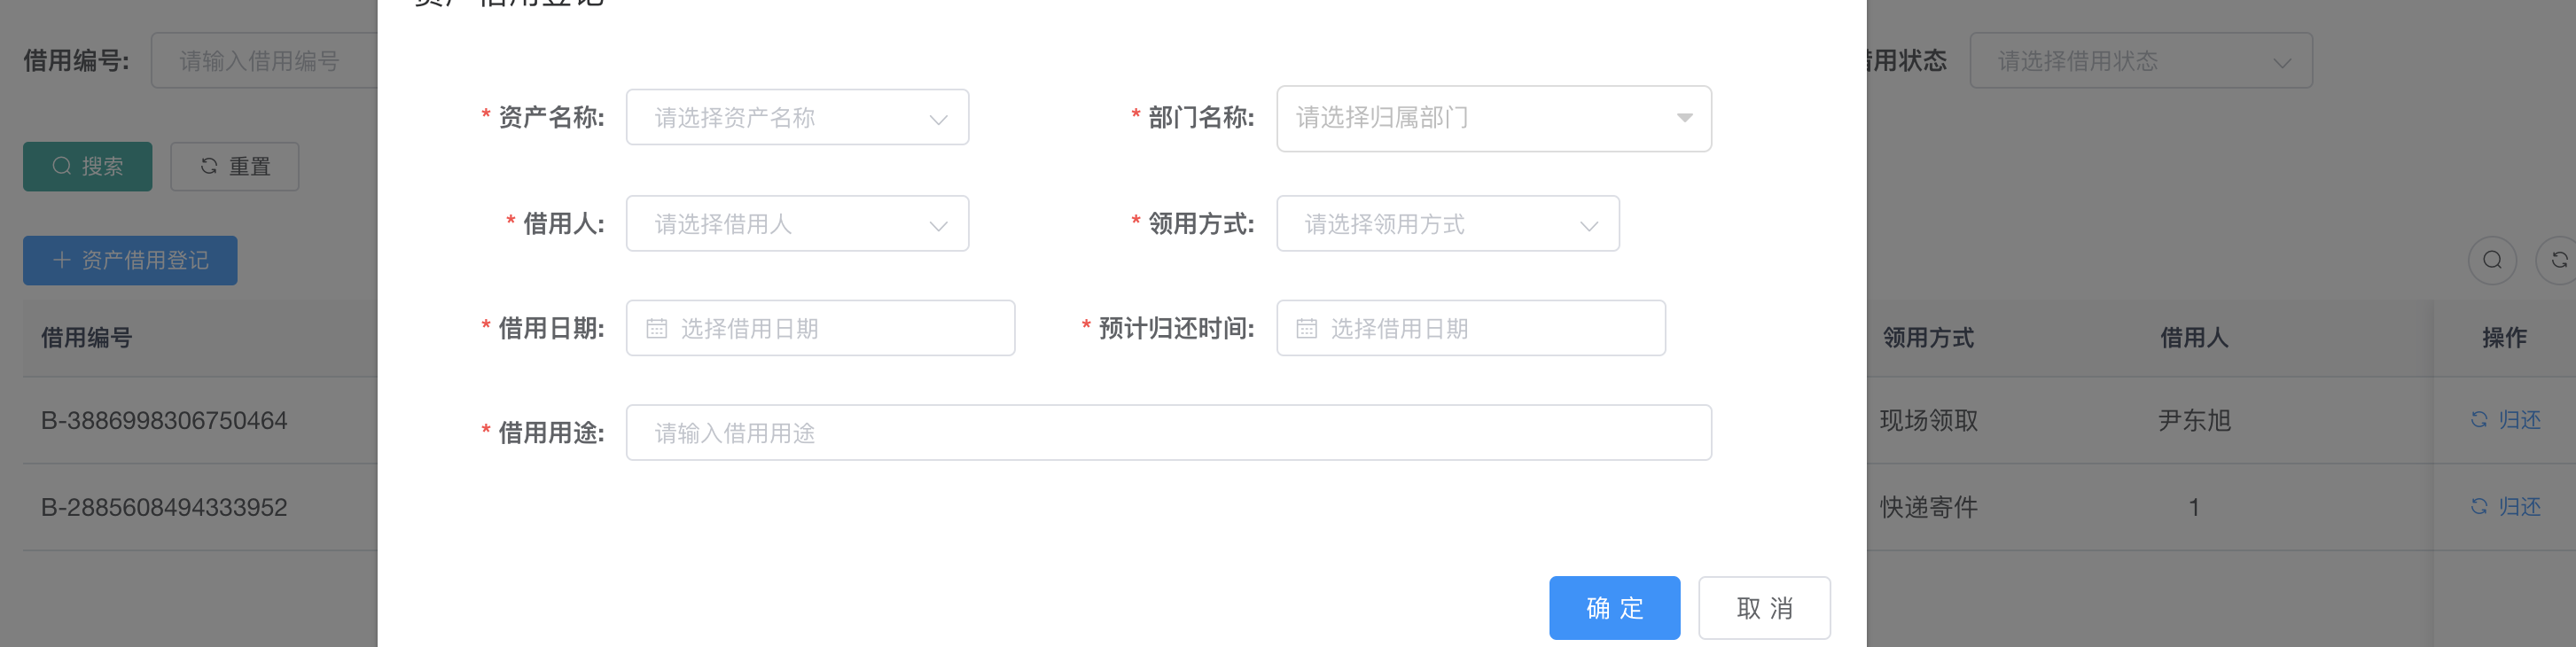 资产借用登记
借用编号: 请输入借用编号
借用状态 请选择借用状态
* 资产名称: 请选择资产名称 * 部门名称: 请选择归属部门
搜索 重置
* 借用人: 请选择借用人 * 领用方式: 请选择领用方式
资产借用登记
* 借用日期: 选择借用日期 * 预计归还时间: 选择借用日期
借用编号 领用方式 借用人 操作
B-3886998306750464 现场领取 尹东旭 归还
* 借用用途: 请输入借用用途
B-2885608494333952 快递寄件 1 归还
确 定 取 消